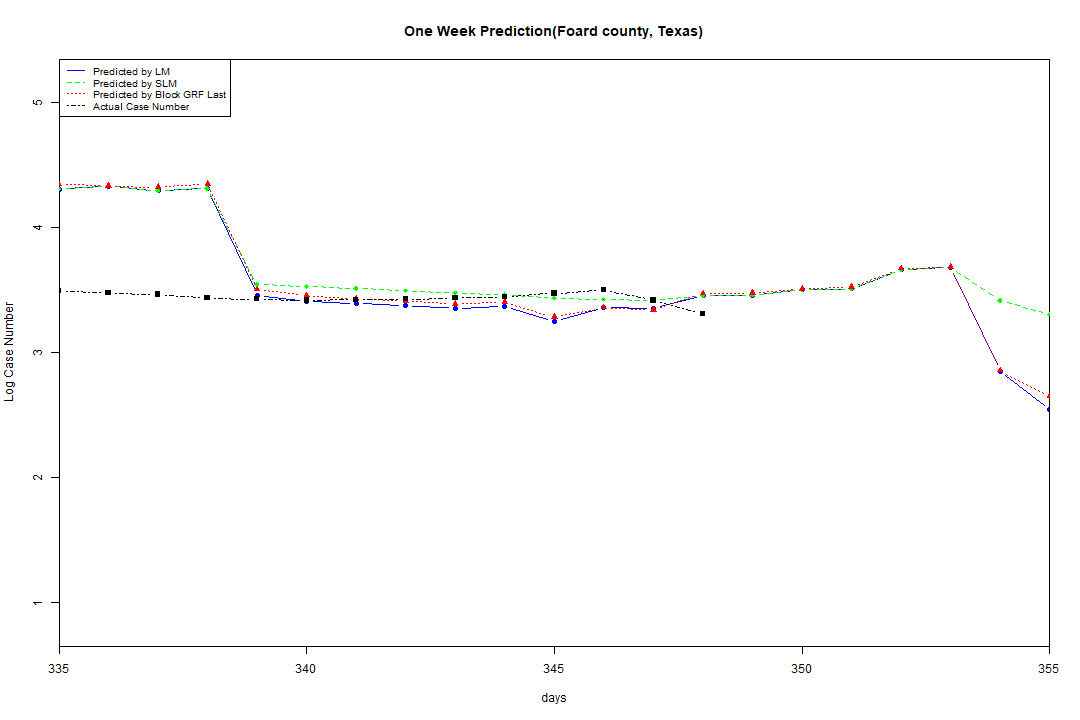 One Week Prediction(Foard county, Texas)
Predicted by LM
Predicted by SLM
Predicted by Block GRF Last
Actual Case Number
5
4
3
2
1
Log Case Number
335 340 345 350 355
days